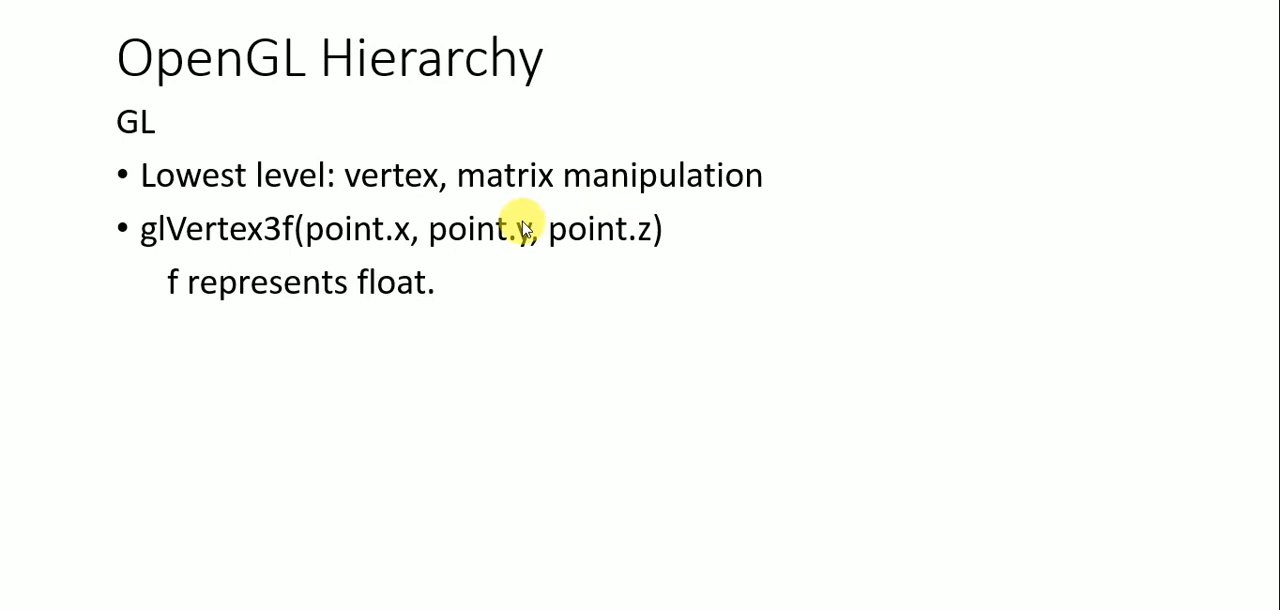 OpenGL Hierarchy
GL
• Lowest level: vertex, matrix manipulation
• glVertex3f(point.x, point.y, point.z)
f represents float.